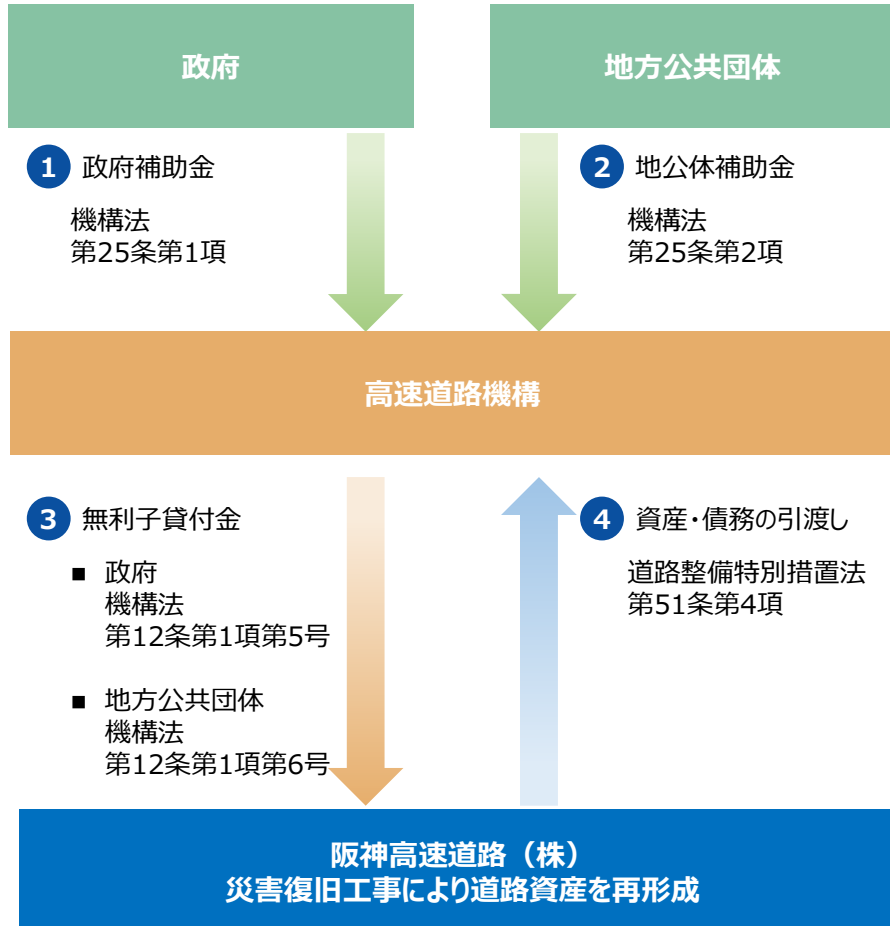 政府
地方公共団体
1 政府補助金
機構法
第25条第1項
2 地公体補助金
機構法
第25条第2項
高速道路機構
3 無利子貸付金
■ 政府
機構法
第12条第1項第5号
■ 地方公共団体
機構法
第12条第1項第6号
4 資産・債務の引渡し
道路整備特別措置法
第51条第4項
阪神高速道路（株）
災害復旧工事により道路資産を再形成